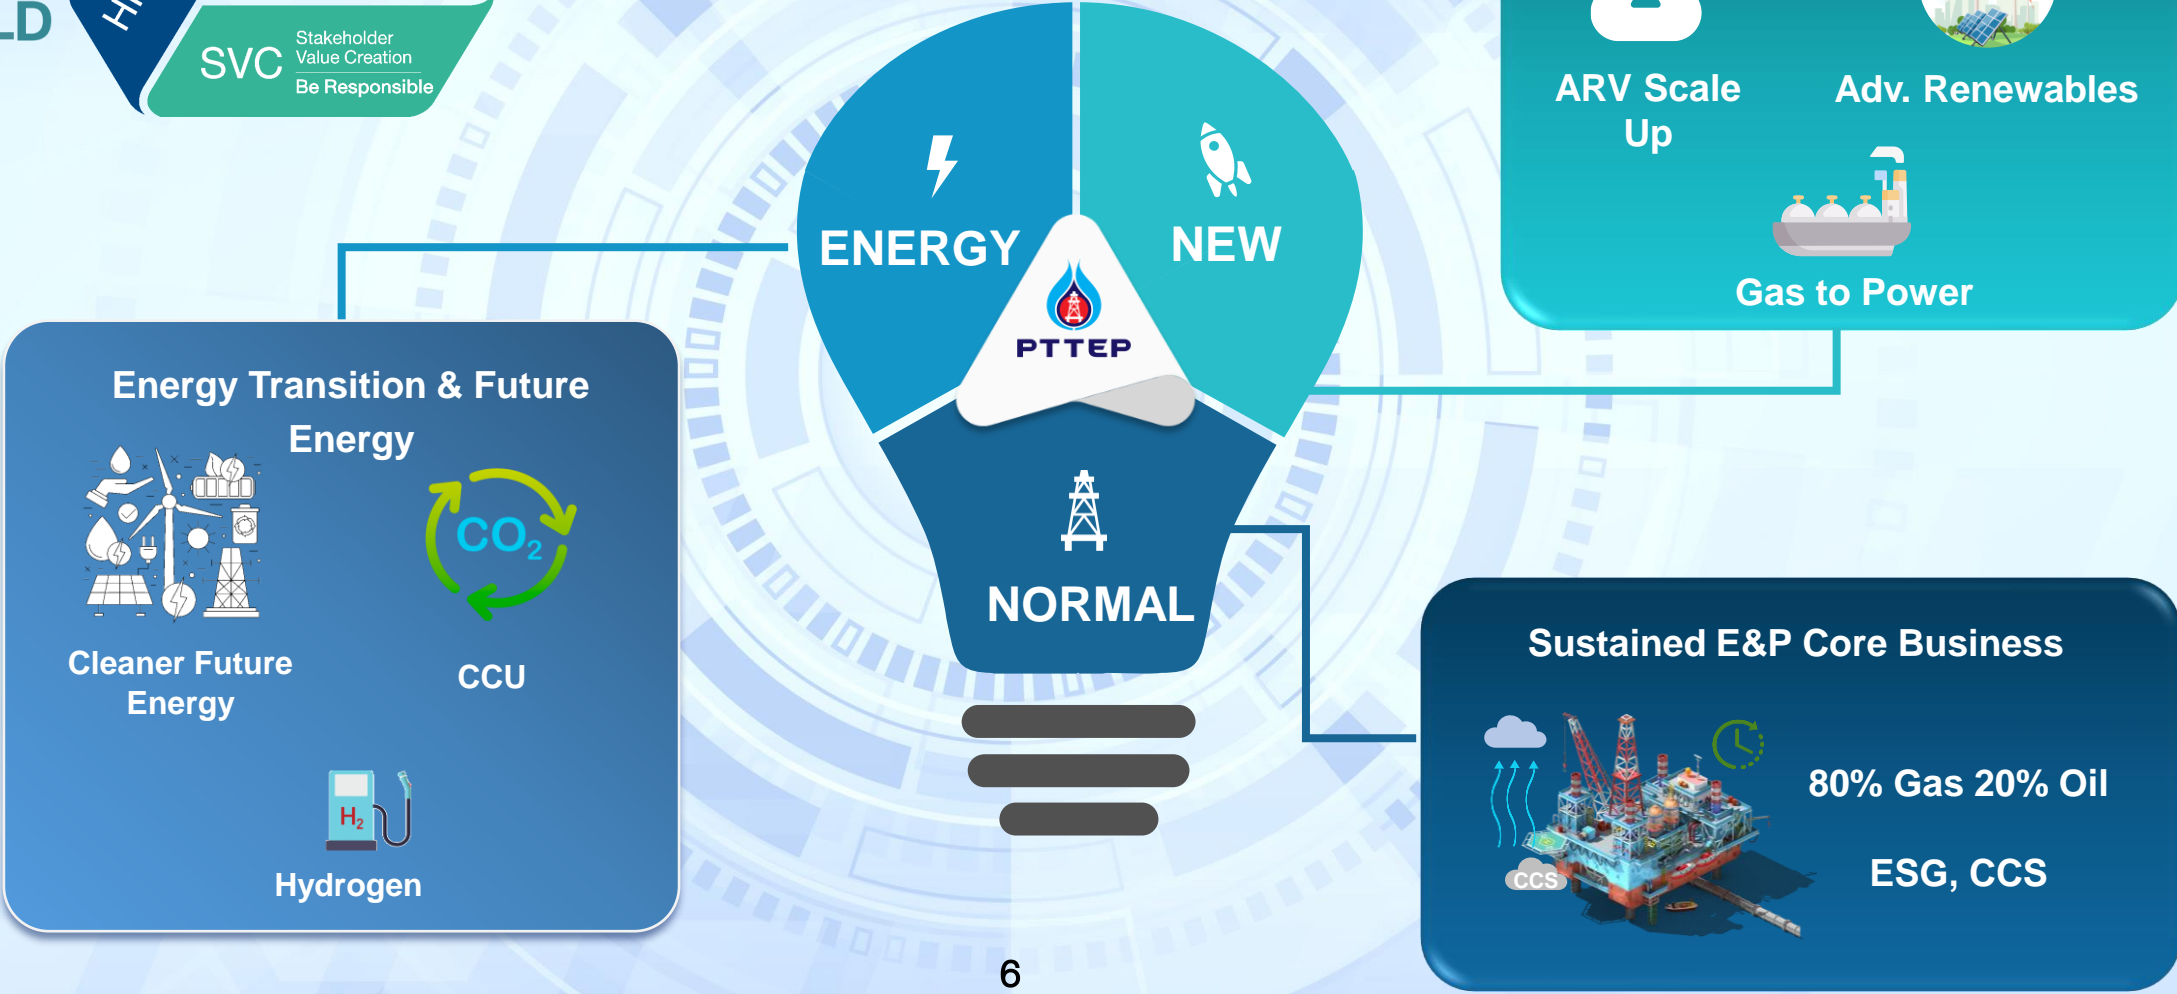 SVC
Stakeholder
Value Creation
Be Responsible
ARV Scale
Up
Adv. Renewables
Gas to Power
ENERGY
NEW
PTTEP
NORMAL
Energy Transition & Future
Energy
CO₂
Cleaner Future
Energy
CCU
H₂
Hydrogen
Sustained E&P Core Business
80% Gas 20% Oil
CCS
ESG, CCS
6